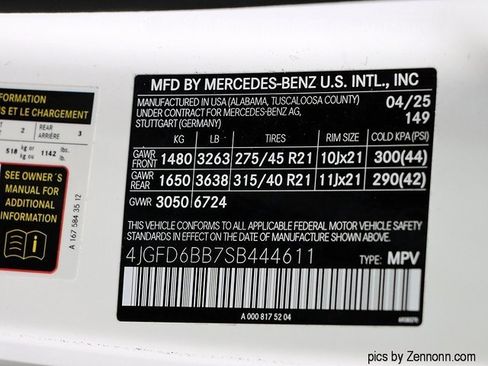 FORMATION
S ET LE CHARGEMENT
2 REAR ARRIÈRE 3
510 kg or kg ou 1142 lbs. lb.
SEE OWNER´S
MANUAL FOR
ADDITIONAL
INFORMATION
A 167 584 35 12
MFD BY MERCEDES-BENZ U.S. INTL., INC
MANUFACTURED IN USA (ALABAMA, TUSCALOOSA COUNTY) 04/25
UNDER CONTRACT FOR MERCEDES-BENZ AG, 149
STUTTGART (GERMANY)
KG LB TIRES RIM SIZE COLD KPA (PSI)
GAWR FRONT 1480 3263 275/45 R21 10Jx21 300(44)
GAWR REAR 1650 3638 315/40 R21 11Jx21 290(42)
GVWR 3050 6724
THIS VEHICLE CONFORMS TO ALL APPLICABLE FEDERAL MOTOR VEHICLE SAFETY
STANDARDS IN EFFECT ON THE DATE OF MANUFACTURE SHOWN ABOVE.
4JGFD6BB7SB444611 TYPE: MPV
A 000 817 52 04
pics by Zennonn.com